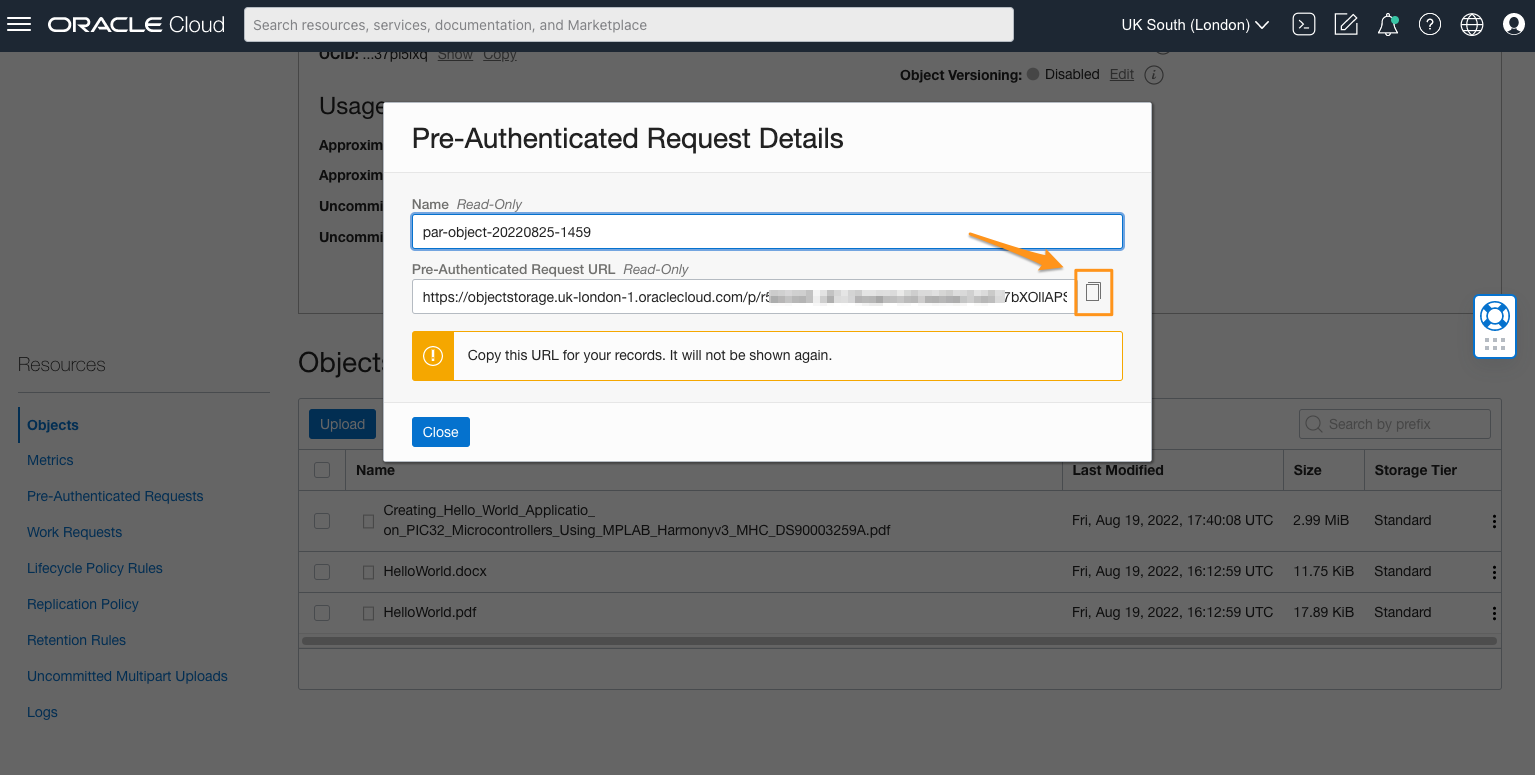 ORACLE Cloud
Search resources, services, documentation, and Marketplace
UK South (London)
OCID: ...37pl5lxq Show Copy
Object Versioning: Disabled Edit
Usage
Approxim
Approxim
Uncommi
Uncommi
Pre-Authenticated Request Details
Name Read-Only
par-object-20220825-1459
Pre-Authenticated Request URL Read-Only
https://objectstorage.uk-london-1.oraclecloud.com/p/r5 7bXOllAPS
Copy this URL for your records. It will not be shown again.
Close
Resources
Objects
Metrics
Pre-Authenticated Requests
Work Requests
Lifecycle Policy Rules
Replication Policy
Retention Rules
Uncommitted Multipart Uploads
Logs
Objects
Upload
Search by prefix
Name Last Modified Size Storage Tier
Creating_Hello_World_Applicatio_
on_PIC32_Microcontrollers_Using_MPLAB_Harmonyv3_MHC_DS90003259A.pdf Fri, Aug 19, 2022, 17:40:08 UTC 2.99 MiB Standard
HelloWorld.docx Fri, Aug 19, 2022, 16:12:59 UTC 11.75 KiB Standard
HelloWorld.pdf Fri, Aug 19, 2022, 16:12:59 UTC 17.89 KiB Standard